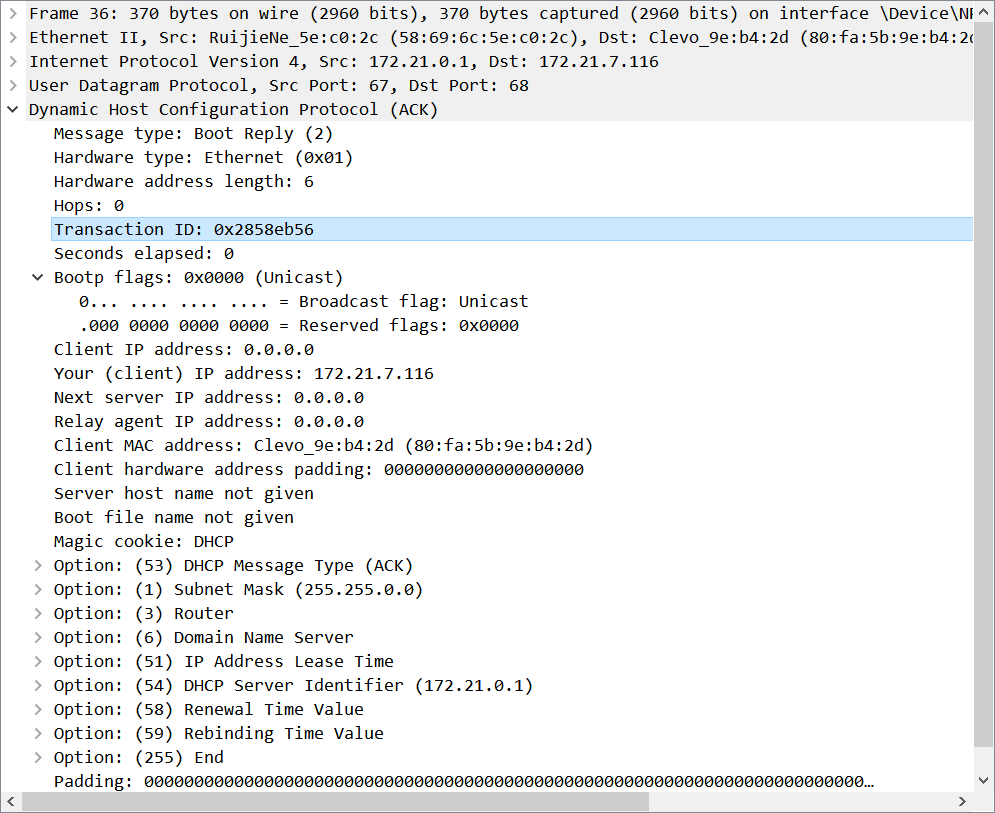 Frame 36: 370 bytes on wire (2960 bits), 370 bytes captured (2960 bits) on interface \Device\NP
Ethernet II, Src: RuijieNe_5e:c0:2c (58:69:6c:5e:c0:2c), Dst: Clevo_9e:b4:2d (80:fa:5b:9e:b4:2d
Internet Protocol Version 4, Src: 172.21.0.1, Dst: 172.21.7.116
User Datagram Protocol, Src Port: 67, Dst Port: 68
Dynamic Host Configuration Protocol (ACK)
Message type: Boot Reply (2)
Hardware type: Ethernet (0x01)
Hardware address length: 6
Hops: 0
Transaction ID: 0x2858eb56
Seconds elapsed: 0
Bootp flags: 0x0000 (Unicast)
0... .... .... .... = Broadcast flag: Unicast
.000 0000 0000 0000 = Reserved flags: 0x0000
Client IP address: 0.0.0.0
Your (client) IP address: 172.21.7.116
Next server IP address: 0.0.0.0
Relay agent IP address: 0.0.0.0
Client MAC address: Clevo_9e:b4:2d (80:fa:5b:9e:b4:2d)
Client hardware address padding: 00000000000000000000
Server host name not given
Boot file name not given
Magic cookie: DHCP
Option: (53) DHCP Message Type (ACK)
Option: (1) Subnet Mask (255.255.0.0)
Option: (3) Router
Option: (6) Domain Name Server
Option: (51) IP Address Lease Time
Option: (54) DHCP Server Identifier (172.21.0.1)
Option: (58) Renewal Time Value
Option: (59) Rebinding Time Value
Option: (255) End
Padding: 000000000000000000000000000000000000000000000000000000000000000000000000…